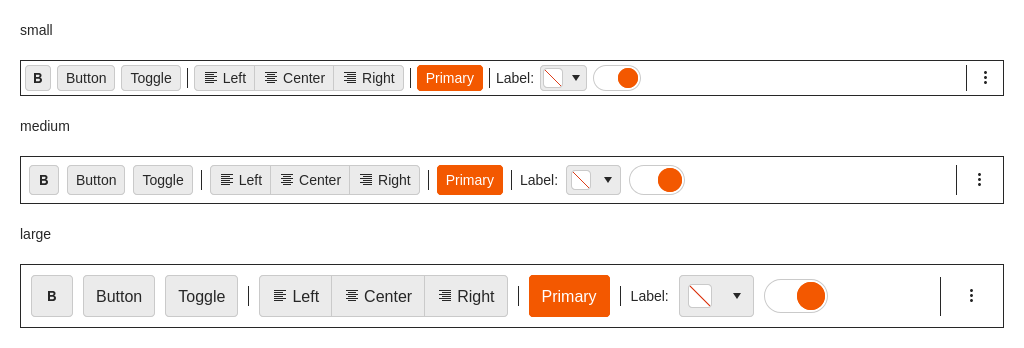 small
B Button Toggle Left Center Right Primary Label:
medium
B Button Toggle Left Center Right Primary Label:
large
B Button Toggle Left Center Right Primary Label: